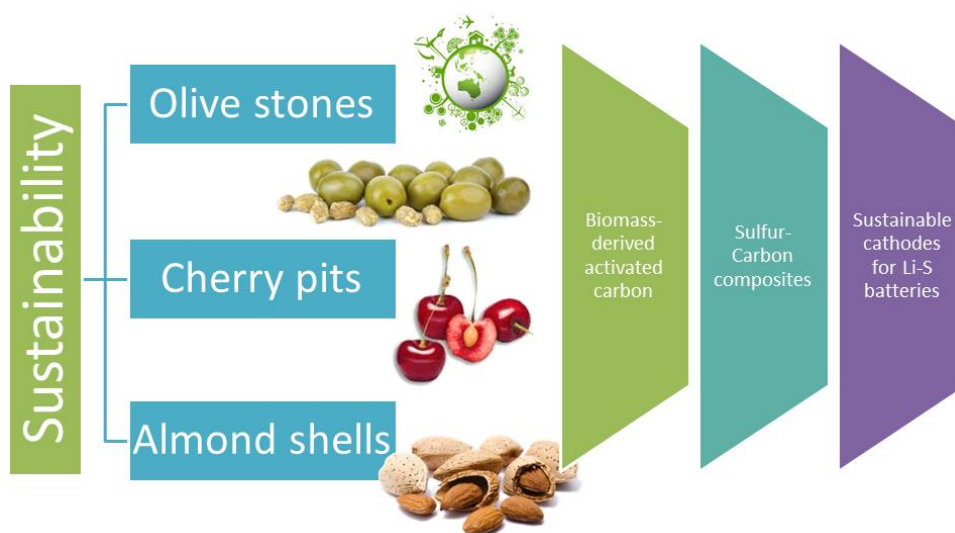 Sustainability
Olive stones
Cherry pits
Almond shells
Biomass-
derived
activated
carbon
Sulfur-
Carbon
composites
Sustainable
cathodes
for Li-S
batteries